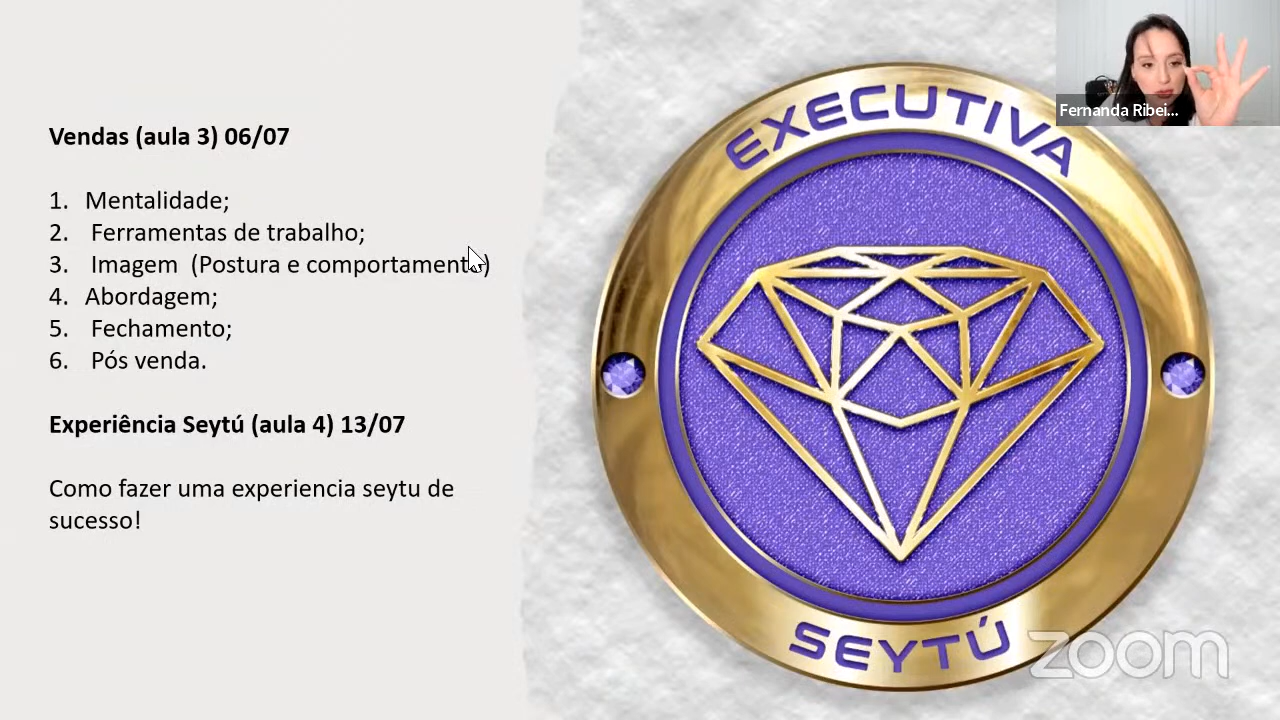 Vendas (aula 3) 06/07
1. Mentalidade;
2. Ferramentas de trabalho;
3. Imagem (Postura e comportamento)
4. Abordagem;
5. Fechamento;
6. Pós venda.
Experiência Seytú (aula 4) 13/07
Como fazer uma experiencia seytu de
sucesso!
EXECUTIVA
SEYTÚ
Fernanda Ribei...
zoom